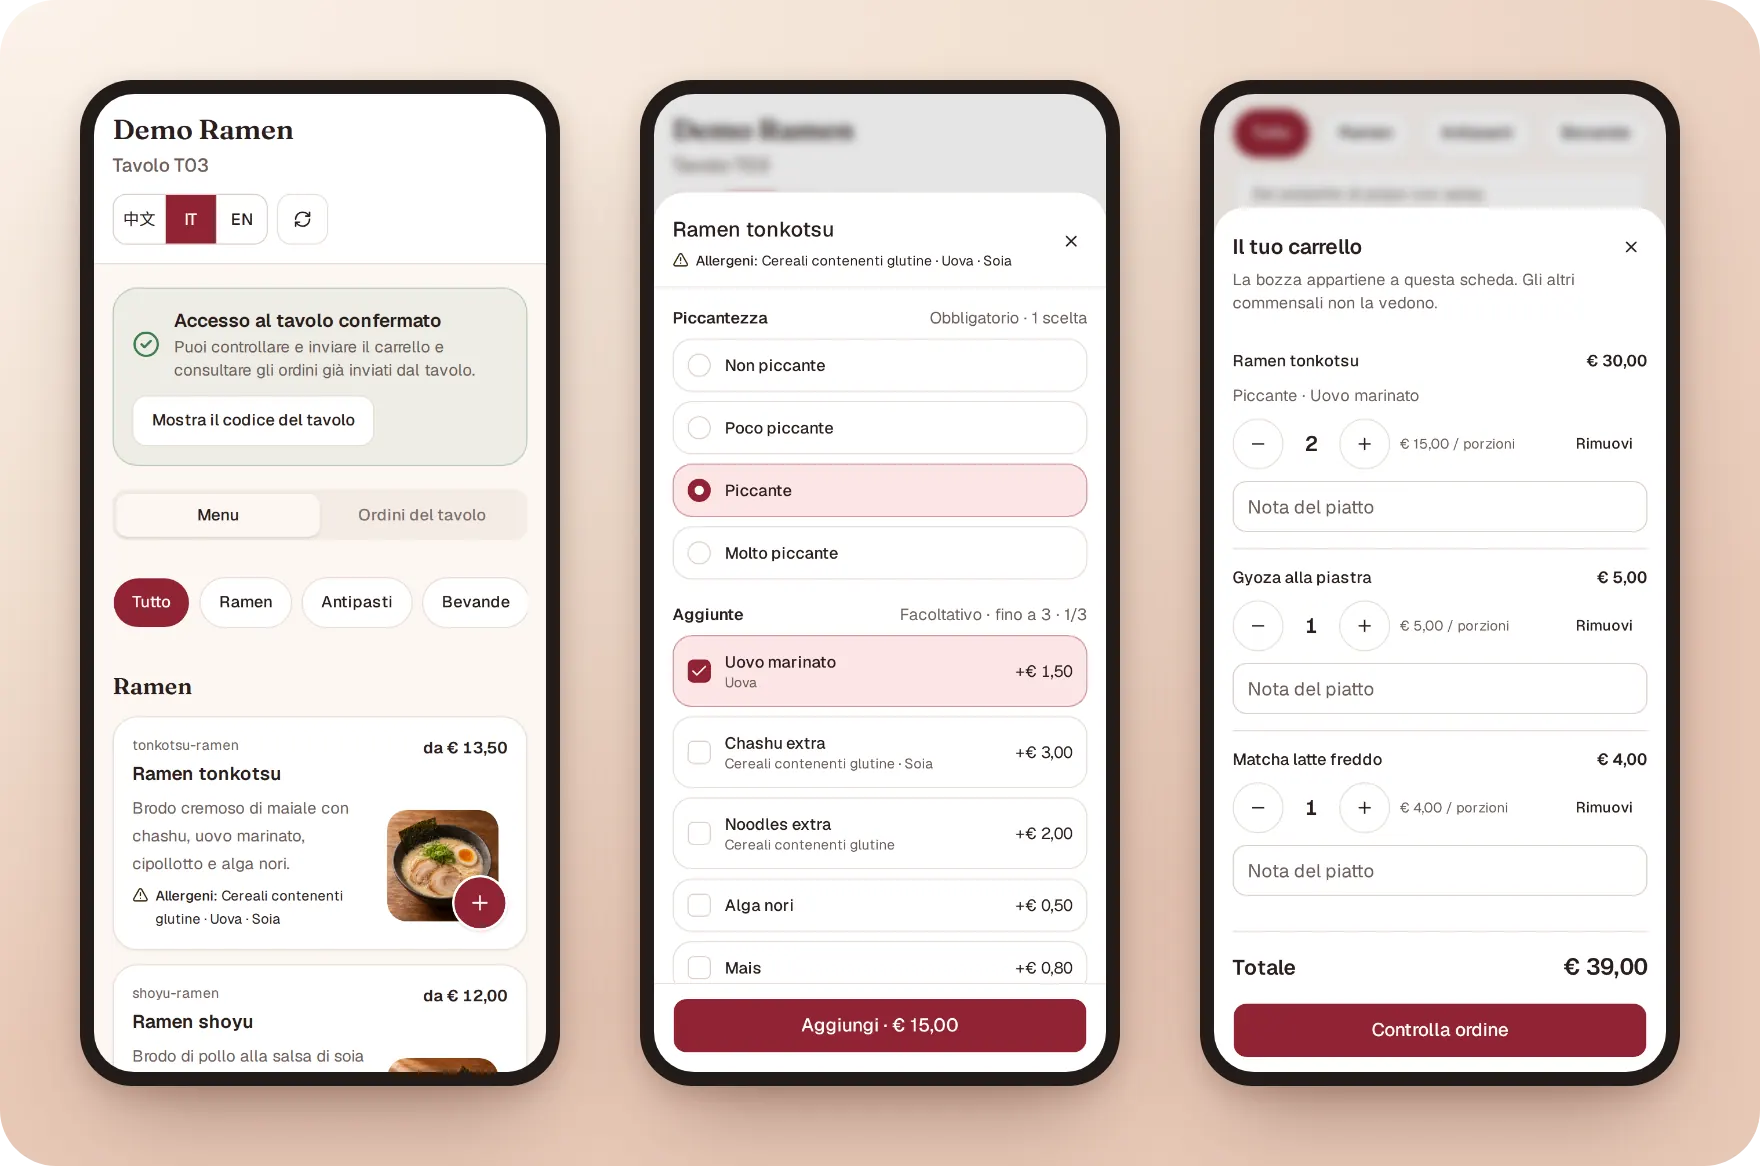 Demo Ramen
Tavolo T03
中文 IT EN
Accesso al tavolo confermato
Puoi controllare e inviare il carrello e
consultare gli ordini già inviati dal tavolo.
Mostra il codice del tavolo
Menu Ordini del tavolo
Tutto Ramen Antipasti Bevande
Ramen
tonkotsu-ramen
da € 13,50
Ramen tonkotsu
Brodo cremoso di maiale con
chashu, uovo marinato,
cipollotto e alga nori.
Allergeni: Cereali contenenti
glutine · Uova · Soia
shoyu-ramen
da € 12,00
Ramen shoyu
Brodo di pollo alla salsa di soia
Demo Ramen
Tavolo T03
Ramen tonkotsu
Allergeni: Cereali contenenti glutine · Uova · Soia
Piccantezza Obbligatorio · 1 scelta
Non piccante
Poco piccante
Piccante
Molto piccante
Aggiunte Facoltativo · fino a 3 · 1/3
Uovo marinato +€ 1,50
Uova
Chashu extra +€ 3,00
Cereali contenenti glutine · Soia
Noodles extra +€ 2,00
Cereali contenenti glutine
Alga nori +€ 0,50
Mais +€ 0,80
Aggiungi · € 15,00
Tutto Ramen Antipasti Bevande
Il tuo carrello
La bozza appartiene a questa scheda. Gli altri
commensali non la vedono.
Ramen tonkotsu € 30,00
Piccante · Uovo marinato
− 2 + € 15,00 / porzioni Rimuovi
Nota del piatto
Gyoza alla piastra € 5,00
− 1 + € 5,00 / porzioni Rimuovi
Nota del piatto
Matcha latte freddo € 4,00
− 1 + € 4,00 / porzioni Rimuovi
Nota del piatto
Totale € 39,00
Controlla ordine